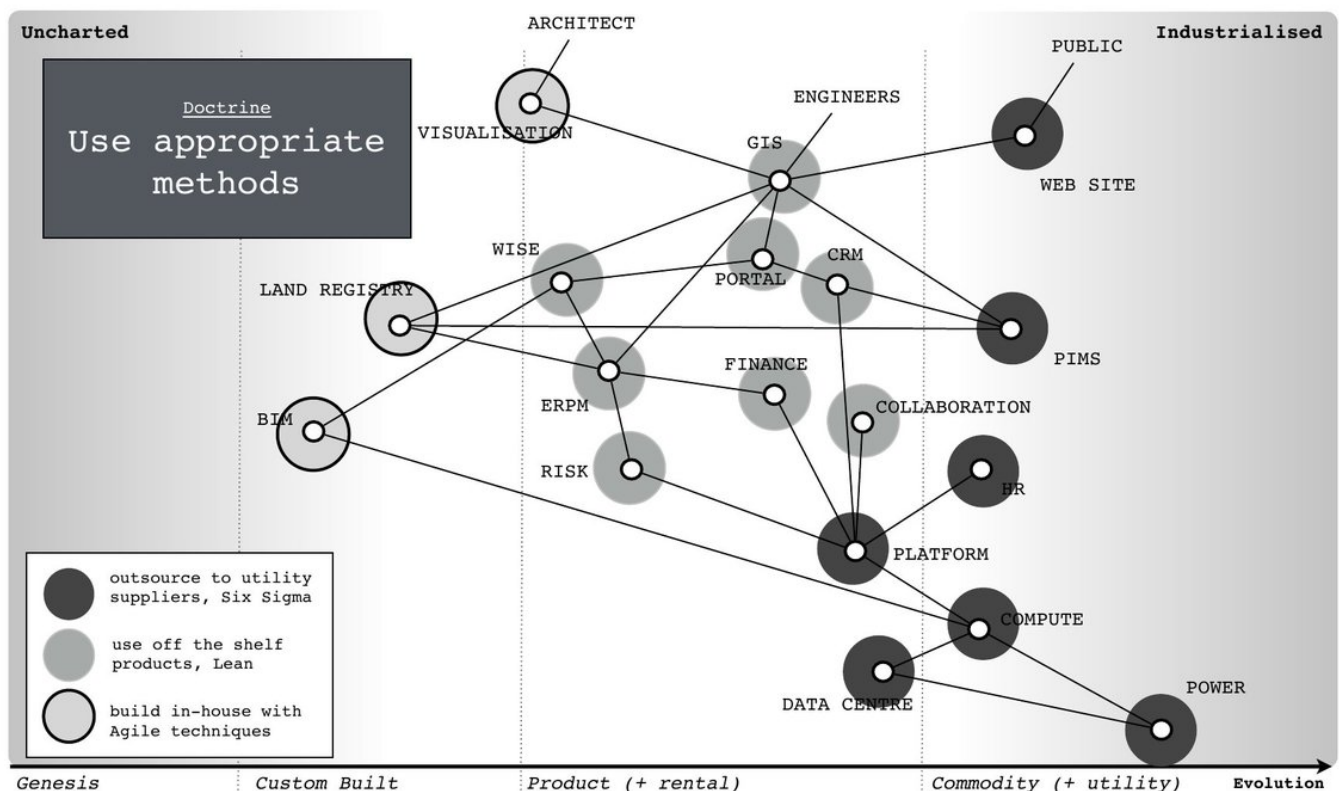 ARCHITECT
Uncharted
Industrialised
PUBLIC
Doctrine
Use appropriate
methods
ENGINEERS
VISUALISATION
GIS
WEB SITE
WISE
CRM
PORTAL
LAND REGISTRY
PIMS
FINANCE
ERPM
COLLABORATION
BIM
RISK
HR
PLATFORM
outsource to utility
suppliers, Six Sigma
use off the shelf
products, Lean
build in-house with
Agile techniques
COMPUTE
POWER
DATA CENTRE
Genesis
Custom Built
Product (+ rental)
Commodity (+ utility)
Evolution